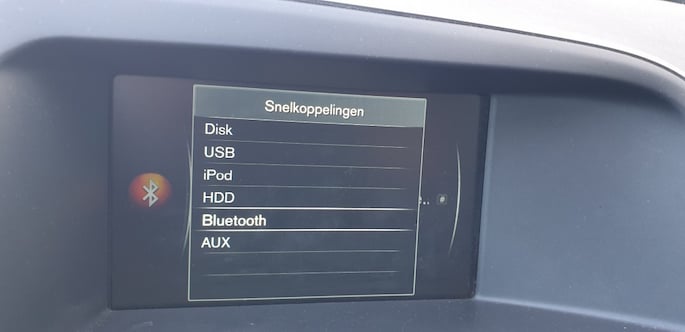 Snelkoppelingen
Disk
USB
iPod
HDD
Bluetooth
AUX